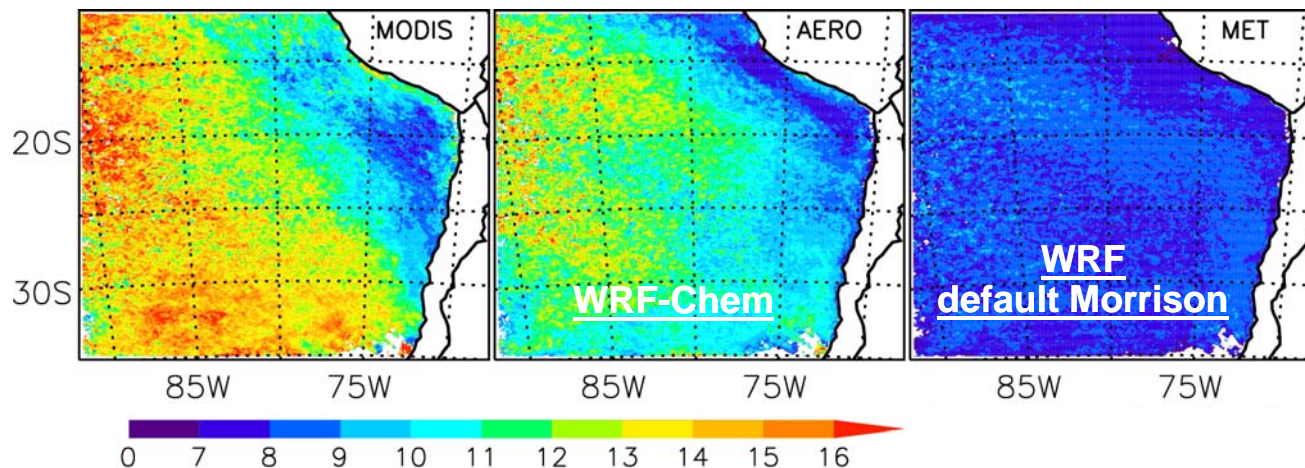 MODIS
AERO
MET
20S
30S
WRF-Chem
WRF
default Morrison
85W 75W 85W 75W 85W 75W
0 7 8 9 10 11 12 13 14 15 16